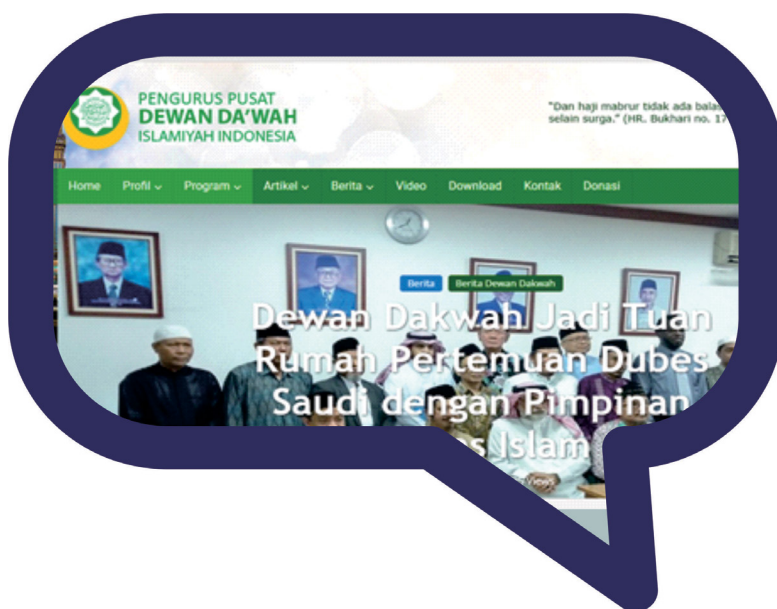 PENGURUS PUSAT
DEWAN DA'WAH
ISLAMIYAH INDONESIA
"Dan haji mabrur tidak ada
selain surga." (HR. Bukhari no.
Home Profil Program Artikel Berita Video Download Kontak Donasi
Berita Berita Dewan Dakwah
Dewan Dakwah Jadi Tuan
Rumah Pertemuan Dubes
Saudi dengan Pimpinan
Islam
Views